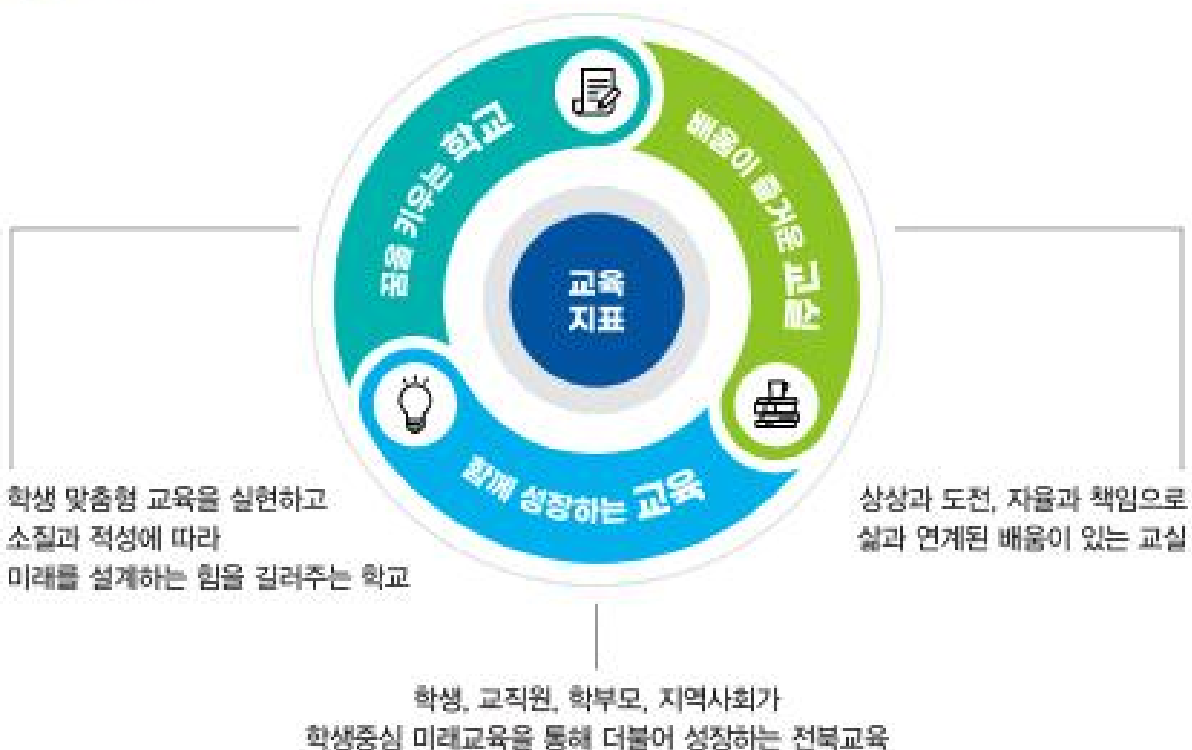 꿈을 키우는 학교
배움이 즐거운 교실
교육
지표
함께 성장하는 교육
학생 맞춤형 교육을 실현하고
소질과 적성에 따라
미래를 설계하는 힘을 길러주는 학교
상상과 도전, 자율과 책임으로
삶과 연계된 배움이 있는 교실
학생, 교직원, 학부모, 지역사회가
학생중심 미래교육을 통해 더불어 성장하는 전북교육